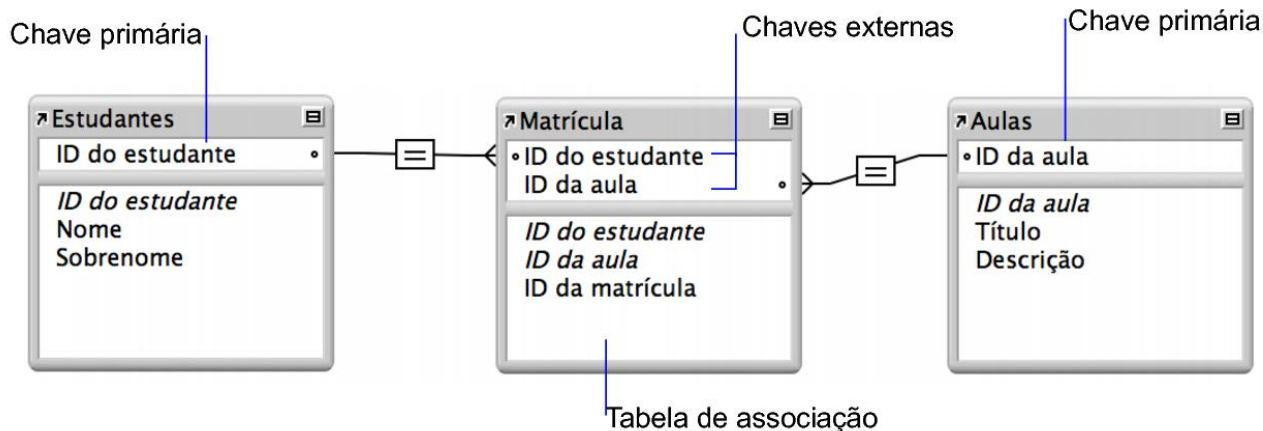 Chave primária
Chaves externas
Chave primária
Estudantes
ID do estudante
ID do estudante
Nome
Sobrenome
Matrícula
ID do estudante
ID da aula
ID do estudante
ID da aula
ID da matrícula
Aulas
ID da aula
ID da aula
Título
Descrição
Tabela de associação